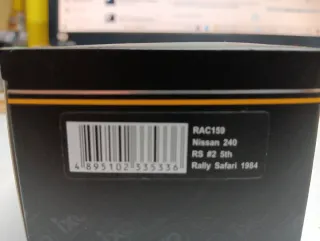 RAC159
Nissan 240
RS #2 5th
Rally Safari 1984
4 895102 335336